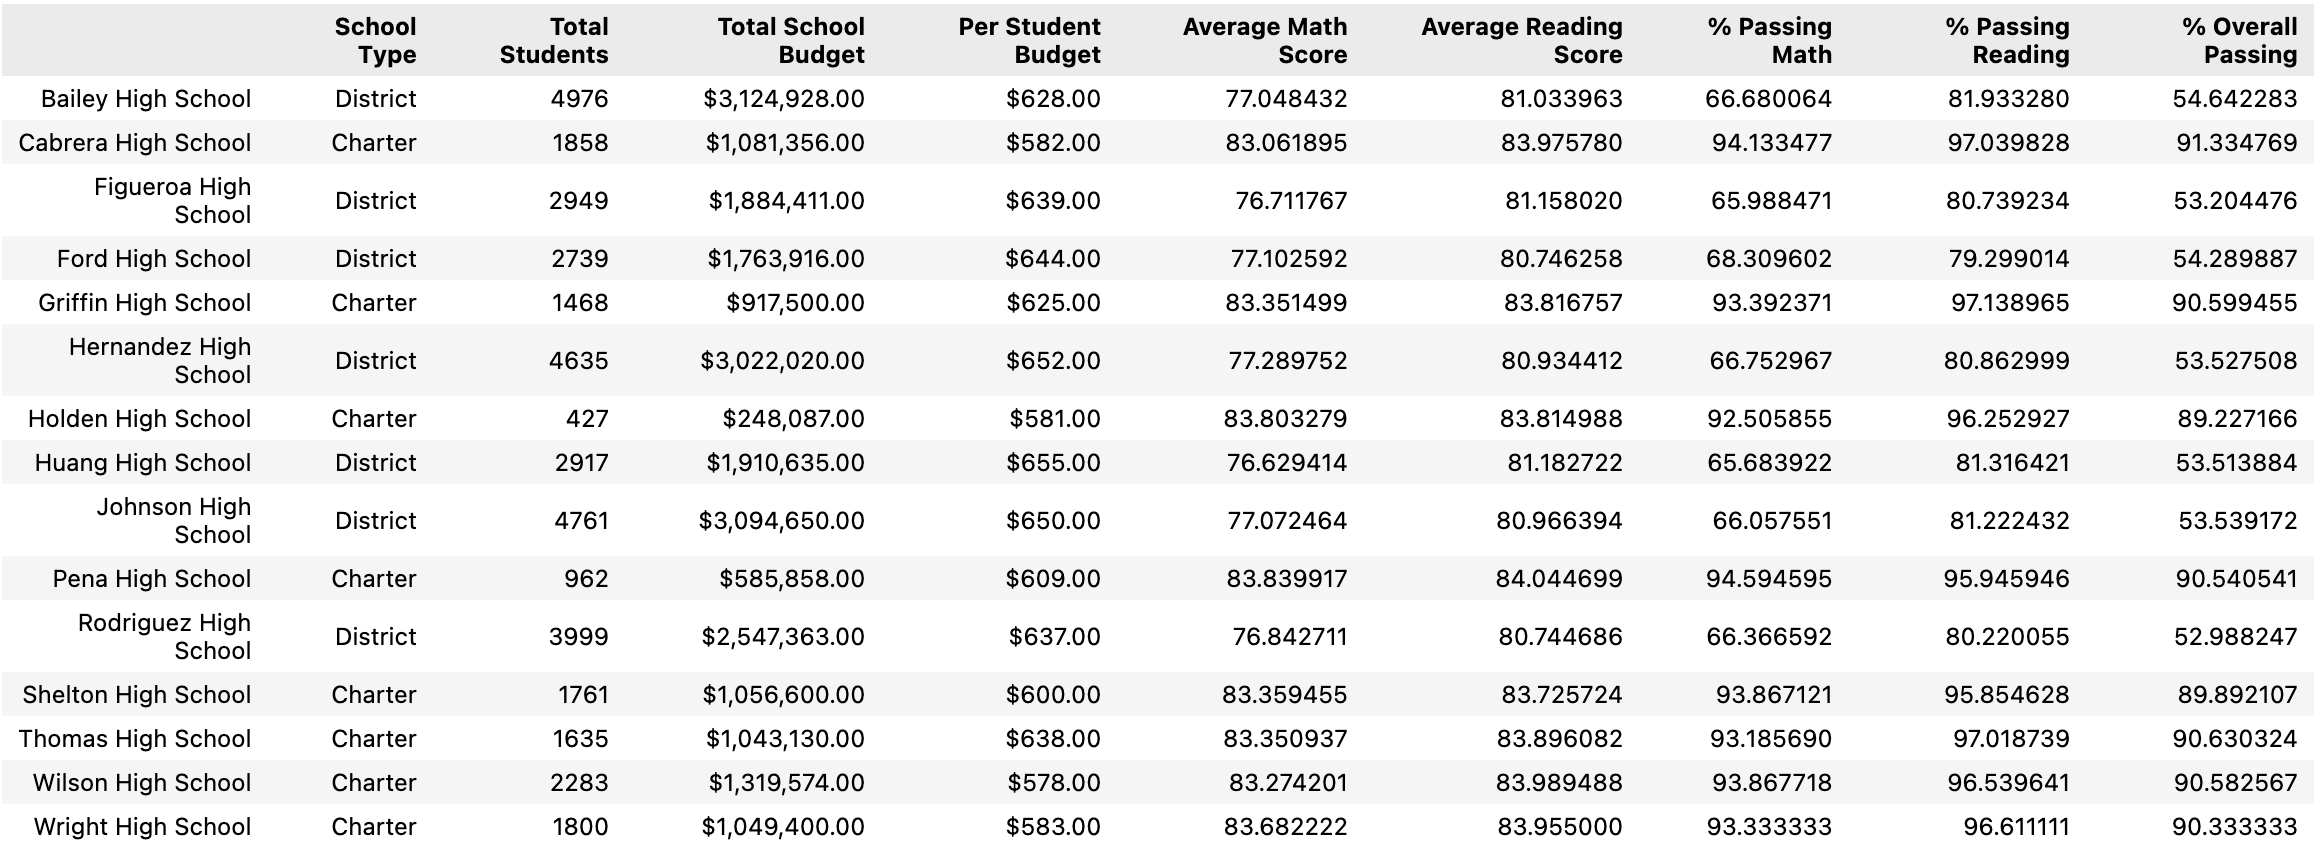 School Type Total Students Total School Budget Per Student Budget Average Math Score Average Reading Score % Passing Math % Passing Reading % Overall Passing
Bailey High School District 4976 $3,124,928.00 $628.00 77.048432 81.033963 66.680064 81.933280 54.642283
Cabrera High School Charter 1858 $1,081,356.00 $582.00 83.061895 83.975780 94.133477 97.039828 91.334769
Figueroa High School District 2949 $1,884,411.00 $639.00 76.711767 81.158020 65.988471 80.739234 53.204476
Ford High School District 2739 $1,763,916.00 $644.00 77.102592 80.746258 68.309602 79.299014 54.289887
Griffin High School Charter 1468 $917,500.00 $625.00 83.351499 83.816757 93.392371 97.138965 90.599455
Hernandez High School District 4635 $3,022,020.00 $652.00 77.289752 80.934412 66.752967 80.862999 53.527508
Holden High School Charter 427 $248,087.00 $581.00 83.803279 83.814988 92.505855 96.252927 89.227166
Huang High School District 2917 $1,910,635.00 $655.00 76.629414 81.182722 65.683922 81.316421 53.513884
Johnson High School District 4761 $3,094,650.00 $650.00 77.072464 80.966394 66.057551 81.222432 53.539172
Pena High School Charter 962 $585,858.00 $609.00 83.839917 84.044699 94.594595 95.945946 90.540541
Rodriguez High School District 3999 $2,547,363.00 $637.00 76.842711 80.744686 66.366592 80.220055 52.988247
Shelton High School Charter 1761 $1,056,600.00 $600.00 83.359455 83.725724 93.867121 95.854628 89.892107
Thomas High School Charter 1635 $1,043,130.00 $638.00 83.350937 83.896082 93.185690 97.018739 90.630324
Wilson High School Charter 2283 $1,319,574.00 $578.00 83.274201 83.989488 93.867718 96.539641 90.582567
Wright High School Charter 1800 $1,049,400.00 $583.00 83.682222 83.955000 93.333333 96.611111 90.333333